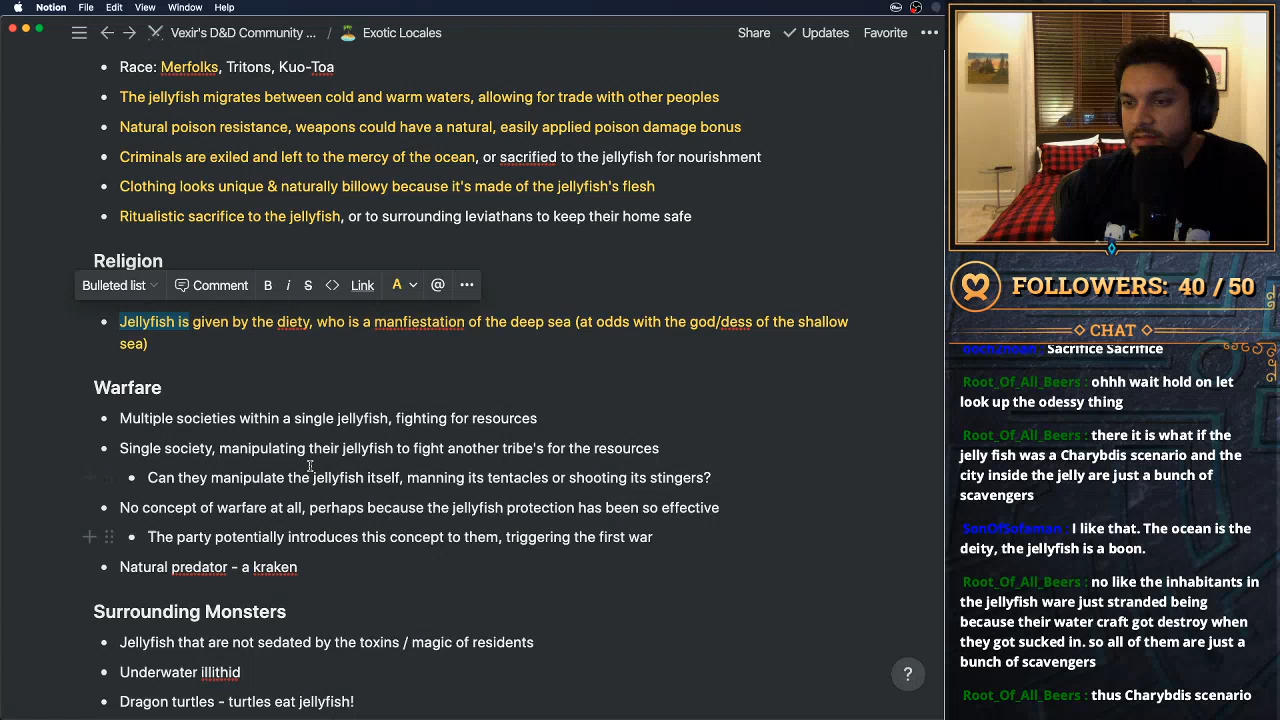 Notion File Edit View Window Help
Vexir's D&D Community ... / Exotic Locales
Share Updates Favorite
Race: Merfolks, Tritons, Kuo-Toa
The jellyfish migrates between cold and warm waters, allowing for trade with other peoples
Natural poison resistance, weapons could have a natural, easily applied poison damage bonus
Criminals are exiled and left to the mercy of the ocean, or sacrified to the jellyfish for nourishment
Clothing looks unique & naturally billowy because it's made of the jellyfish's flesh
Ritualistic sacrifice to the jellyfish, or to surrounding leviathans to keep their home safe
Religion
Bulleted list Comment B i S Link A @
Jellyfish is given by the diety, who is a manfiestation of the deep sea (at odds with the god/dess of the shallow
sea)
Warfare
Multiple societies within a single jellyfish, fighting for resources
Single society, manipulating their jellyfish to fight another tribe's for the resources
Can they manipulate the jellyfish itself, manning its tentacles or shooting its stingers?
No concept of warfare at all, perhaps because the jellyfish protection has been so effective
The party potentially introduces this concept to them, triggering the first war
Natural predator - a kraken
Surrounding Monsters
Jellyfish that are not sedated by the toxins / magic of residents
Underwater illithid
Dragon turtles - turtles eat jellyfish!
?
FOLLOWERS: 40 / 50
CHAT
Sacrifice Sacrifice
Root_Of_All_Beers : ohhh wait hold on let
look up the odessy thing
Root_Of_All_Beers : there it is what if the
jelly fish was a Charybdis scenario and the
city inside the jelly are just a bunch of
scavengers
SonOfSofaman : I like that. The ocean is the
deity, the jellyfish is a boon.
Root_Of_All_Beers : no like the inhabitants in
the jellyfish ware just stranded being
because their water craft got destroy when
they got sucked in. so all of them are just a
bunch of scavengers
Root_Of_All_Beers : thus Charybdis scenario